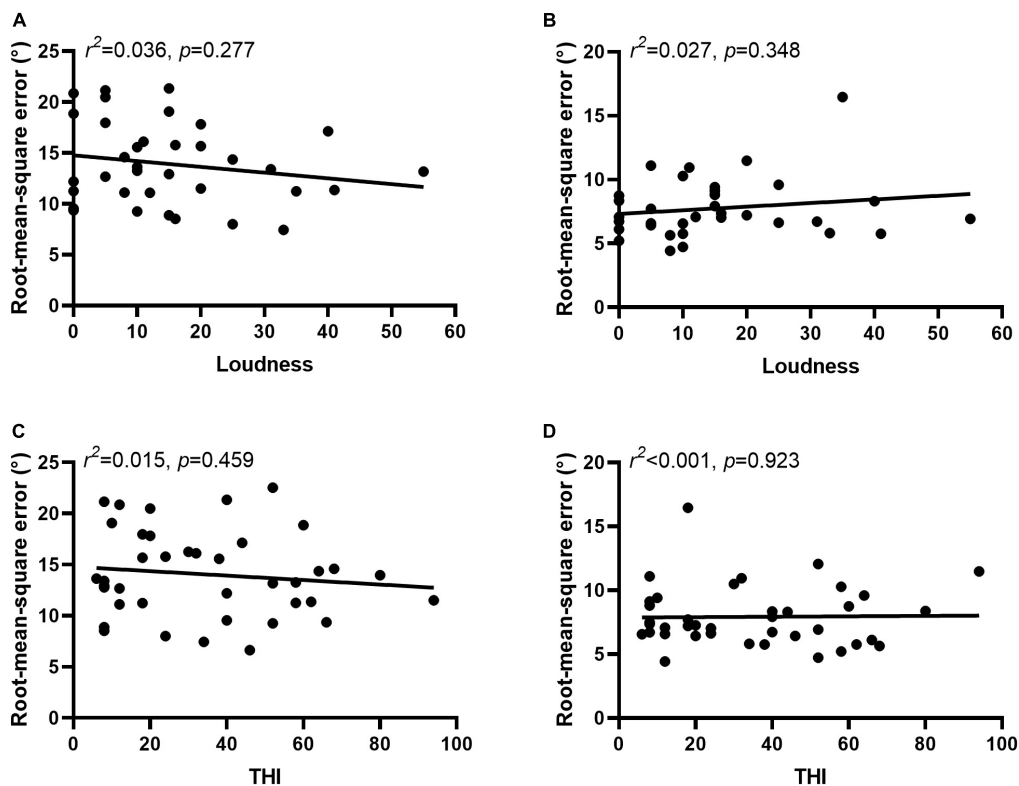 A
r²=0.036, p=0.277
Root-mean-square error (°)
25
20
15
10
5
0
0 10 20 30 40 50 60
Loudness
B
r²=0.027, p=0.348
Root-mean-square error (°)
20
15
10
5
0
0 10 20 30 40 50 60
Loudness
C
r²=0.015, p=0.459
Root-mean-square error (°)
25
20
15
10
5
0
0 20 40 60 80 100
THI
D
r²<0.001, p=0.923
Root-mean-square error (°)
20
15
10
5
0
0 20 40 60 80 100
THI